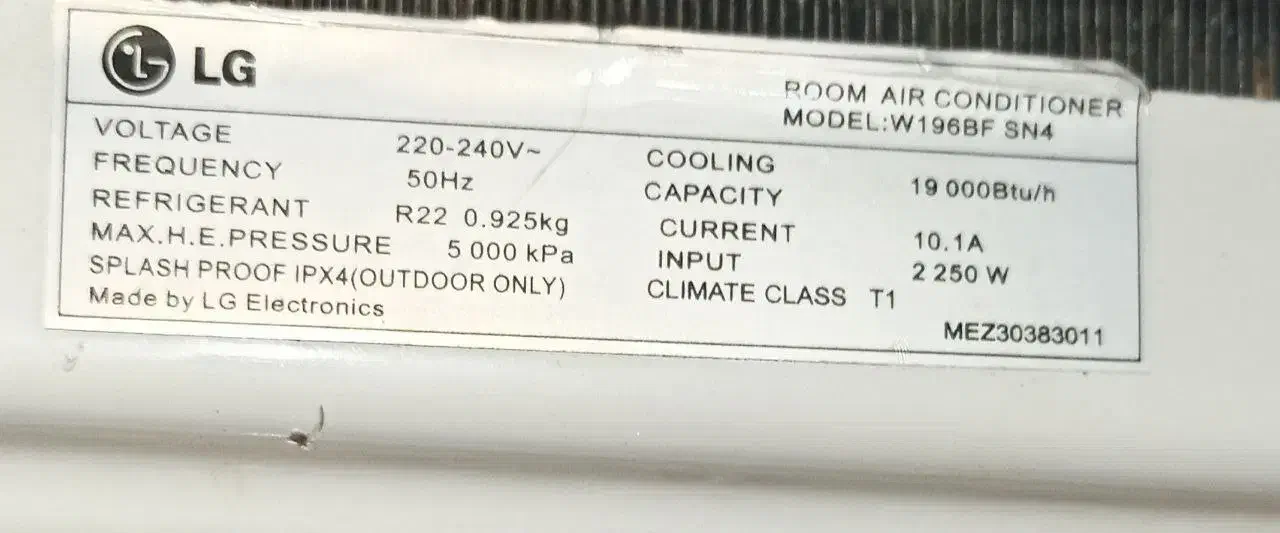 LG
ROOM AIR CONDITIONER
MODEL:W196BF SN4
VOLTAGE 220-240V~
FREQUENCY 50Hz
REFRIGERANT R22 0.925kg
MAX.H.E.PRESSURE 5 000 kPa
SPLASH PROOF IPX4(OUTDOOR ONLY)
Made by LG Electronics
COOLING
CAPACITY 19 000Btu/h
CURRENT 10.1A
INPUT 2 250 W
CLIMATE CLASS T1
MEZ30383011